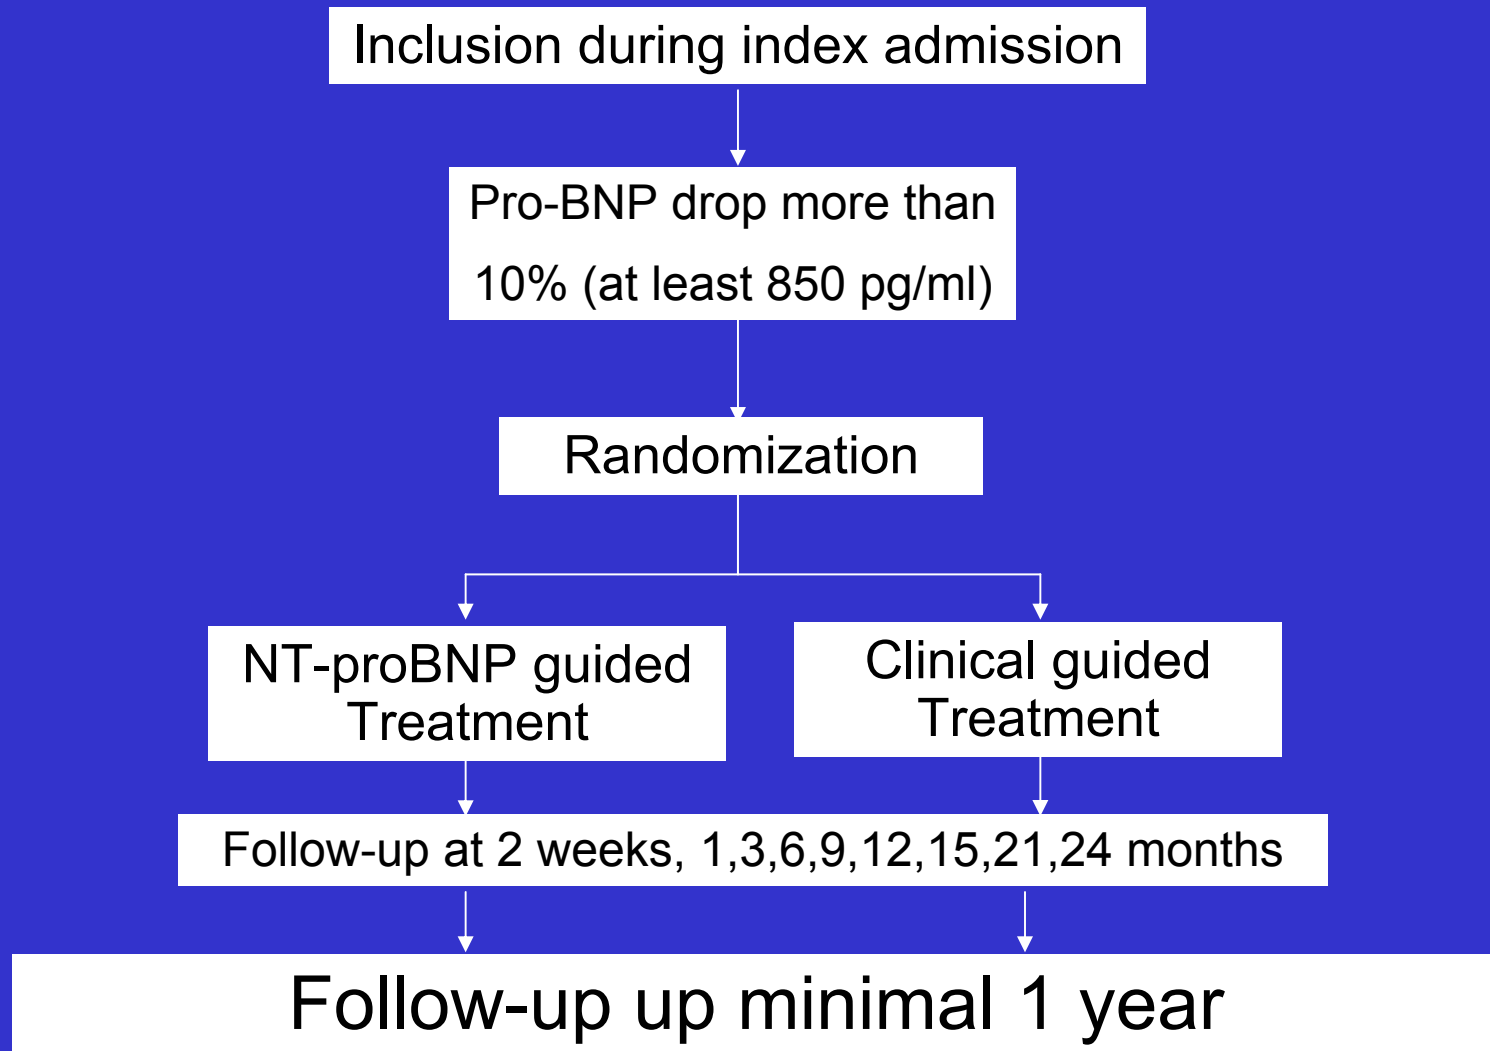 Inclusion during index admission
Pro-BNP drop more than
10% (at least 850 pg/ml)
Randomization
NT-proBNP guided
Treatment
Clinical guided
Treatment
Follow-up at 2 weeks, 1,3,6,9,12,15,21,24 months
Follow-up up minimal 1 year